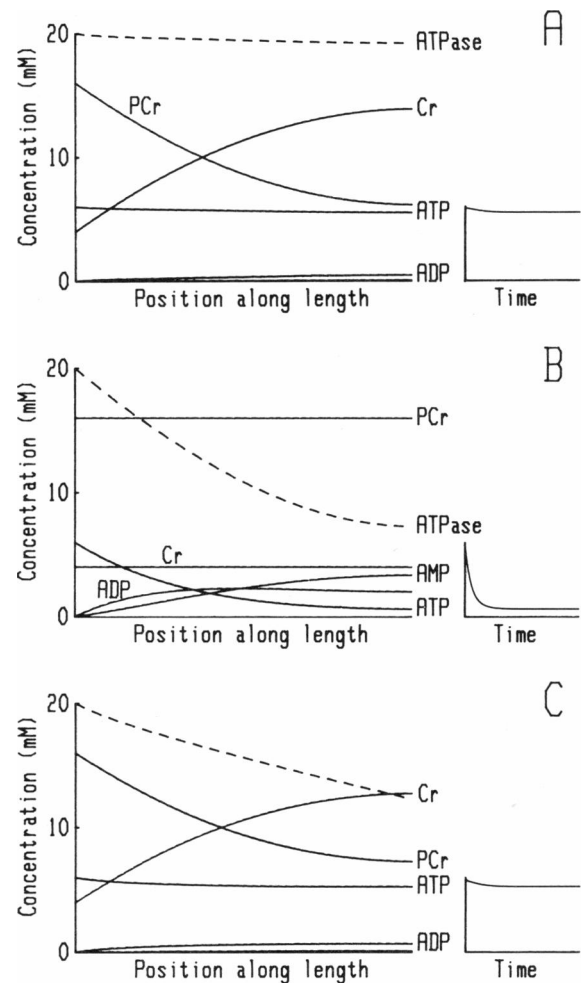 A
20
10
0
Concentration (mM)
ATPase
PCr
Cr
ATP
ADP
Position along length
Time
B
20
10
0
Concentration (mM)
PCr
ATPase
Cr
ADP
AMP
ATP
Position along length
Time
C
20
10
0
Concentration (mM)
Cr
PCr
ATP
ADP
Position along length
Time